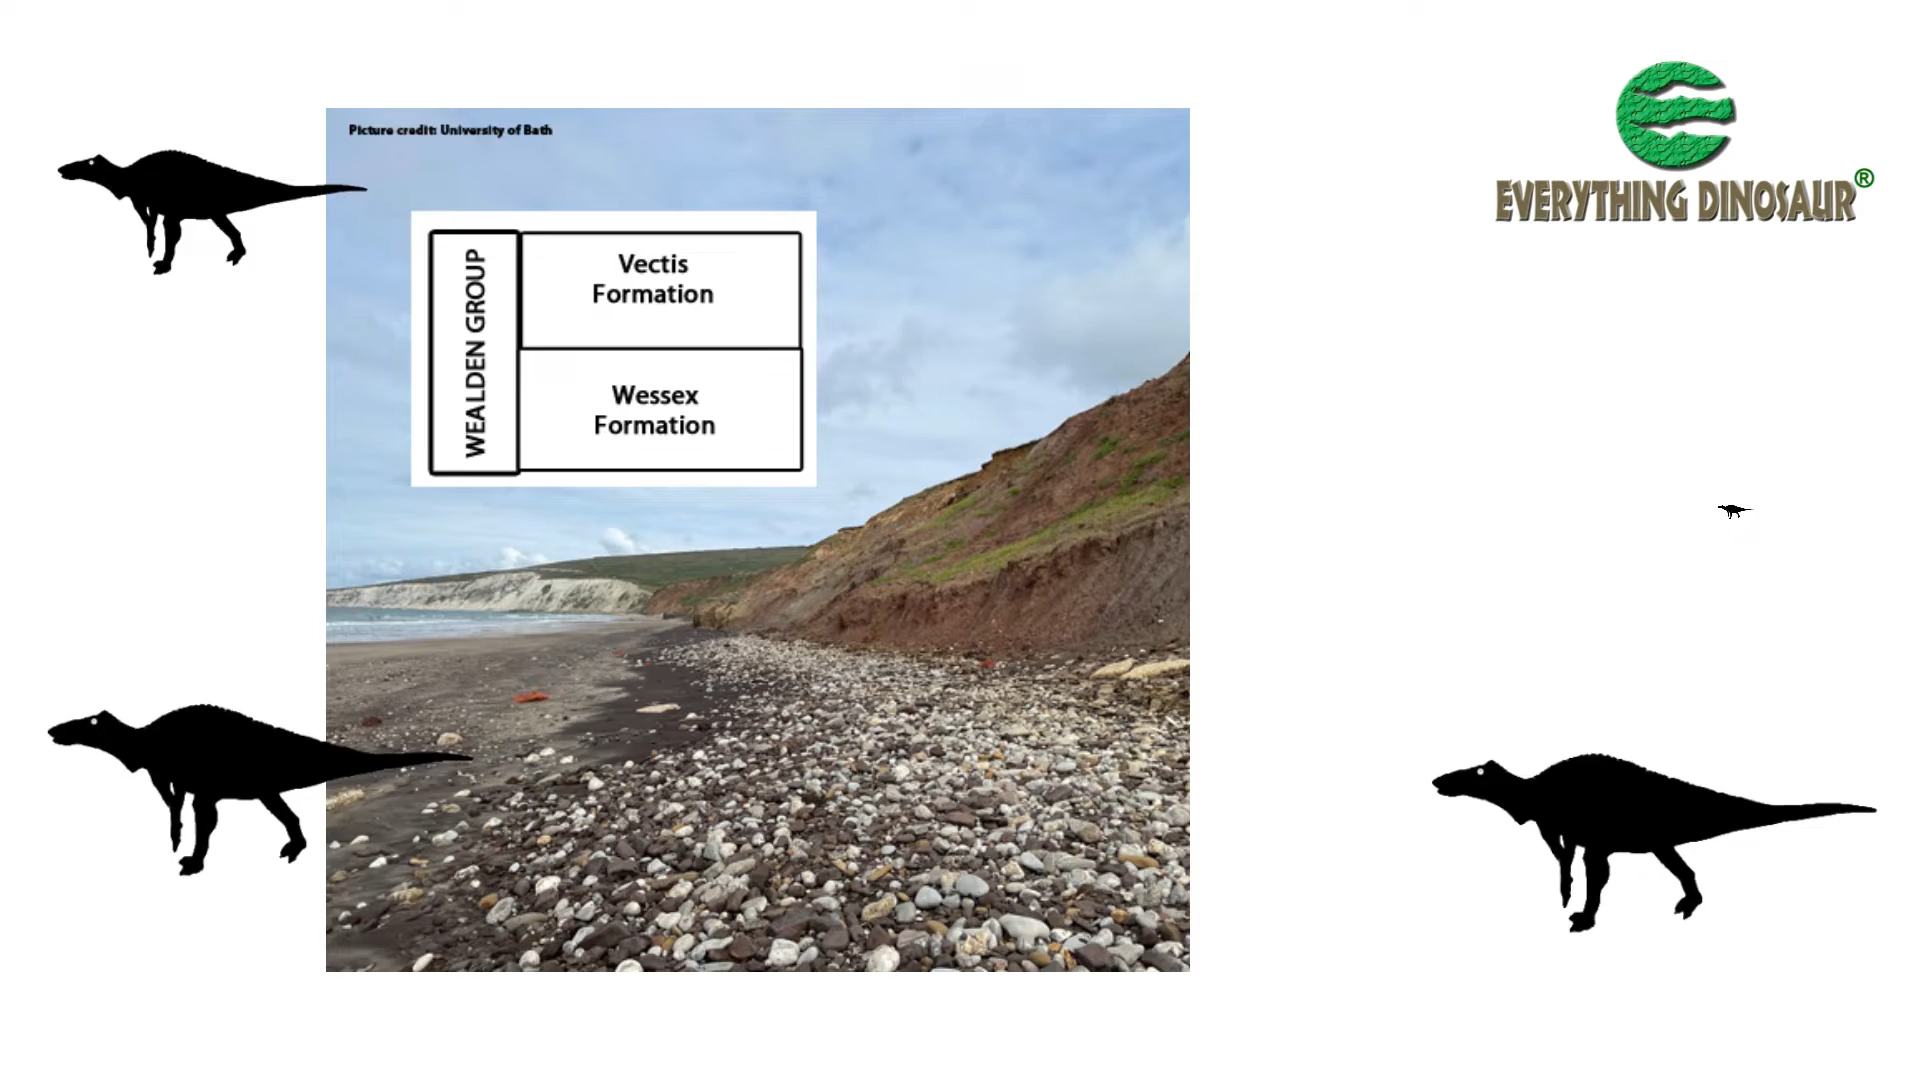 Picture credit: University of Bath
EVERYTHING DINOSAUR®
WEALDEN GROUP
Vectis
Formation
Wessex
Formation